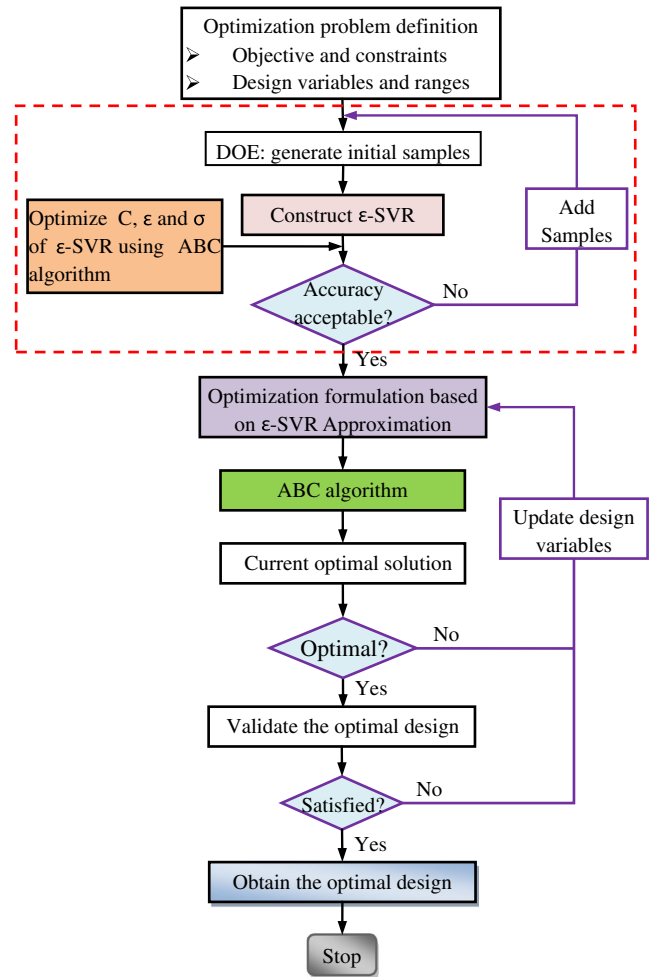 Optimization problem definition
➢ Objective and constraints
➢ Design variables and ranges
DOE: generate initial samples
Construct ε-SVR
Optimize C, ε and σ
of ε-SVR using ABC
algorithm
Add
Samples
Accuracy
acceptable?
No
Yes
Optimization formulation based
on ε-SVR Approximation
ABC algorithm
Update design
variables
Current optimal solution
Optimal?
No
Yes
Validate the optimal design
Satisfied?
No
Yes
Obtain the optimal design
Stop